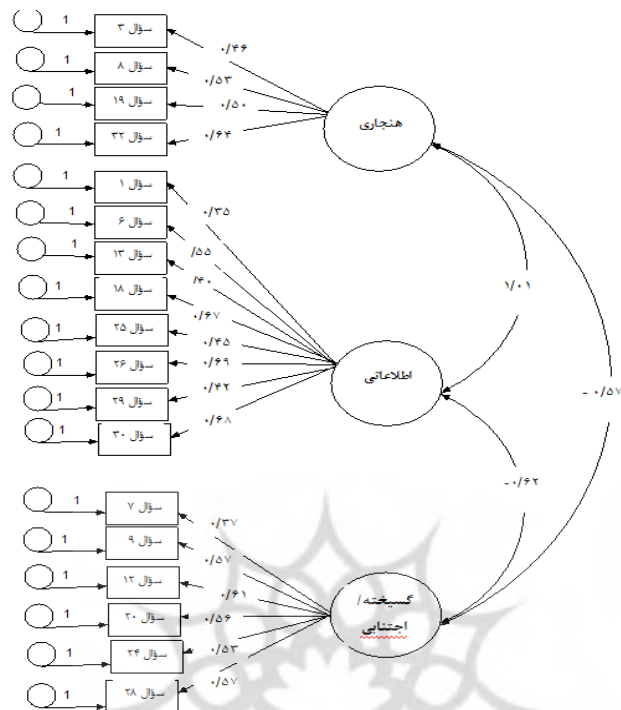 1
سؤال ۳
۰/۴۶
1
سؤال ۸
۰/۵۳
1
سؤال ۱۹
۰/۵۰
1
سؤال ۳۲
۰/۶۴
هنجاری
1
سؤال ۱
۰/۳۵
1
سؤال ۶
/۵۵
1
سؤال ۱۳
/۴۰
1
سؤال ۱۸
۰/۶۷
1
سؤال ۲۵
۰/۴۵
1
سؤال ۲۶
۰/۶۹
1
سؤال ۲۹
۰/۴۲
1
سؤال ۳۰
۰/۶۸
اطلاعاتی
۱/۰۱
-۰/۵۷
-۰/۶۲
1
سؤال ۷
۰/۳۷
1
سؤال ۹
۰/۵۷
1
سؤال ۱۲
۰/۶۱
1
سؤال ۲۰
۰/۵۶
1
سؤال ۲۴
۰/۵۳
1
سؤال ۲۸
۰/۵۷
گسیخته/
اجتنابی